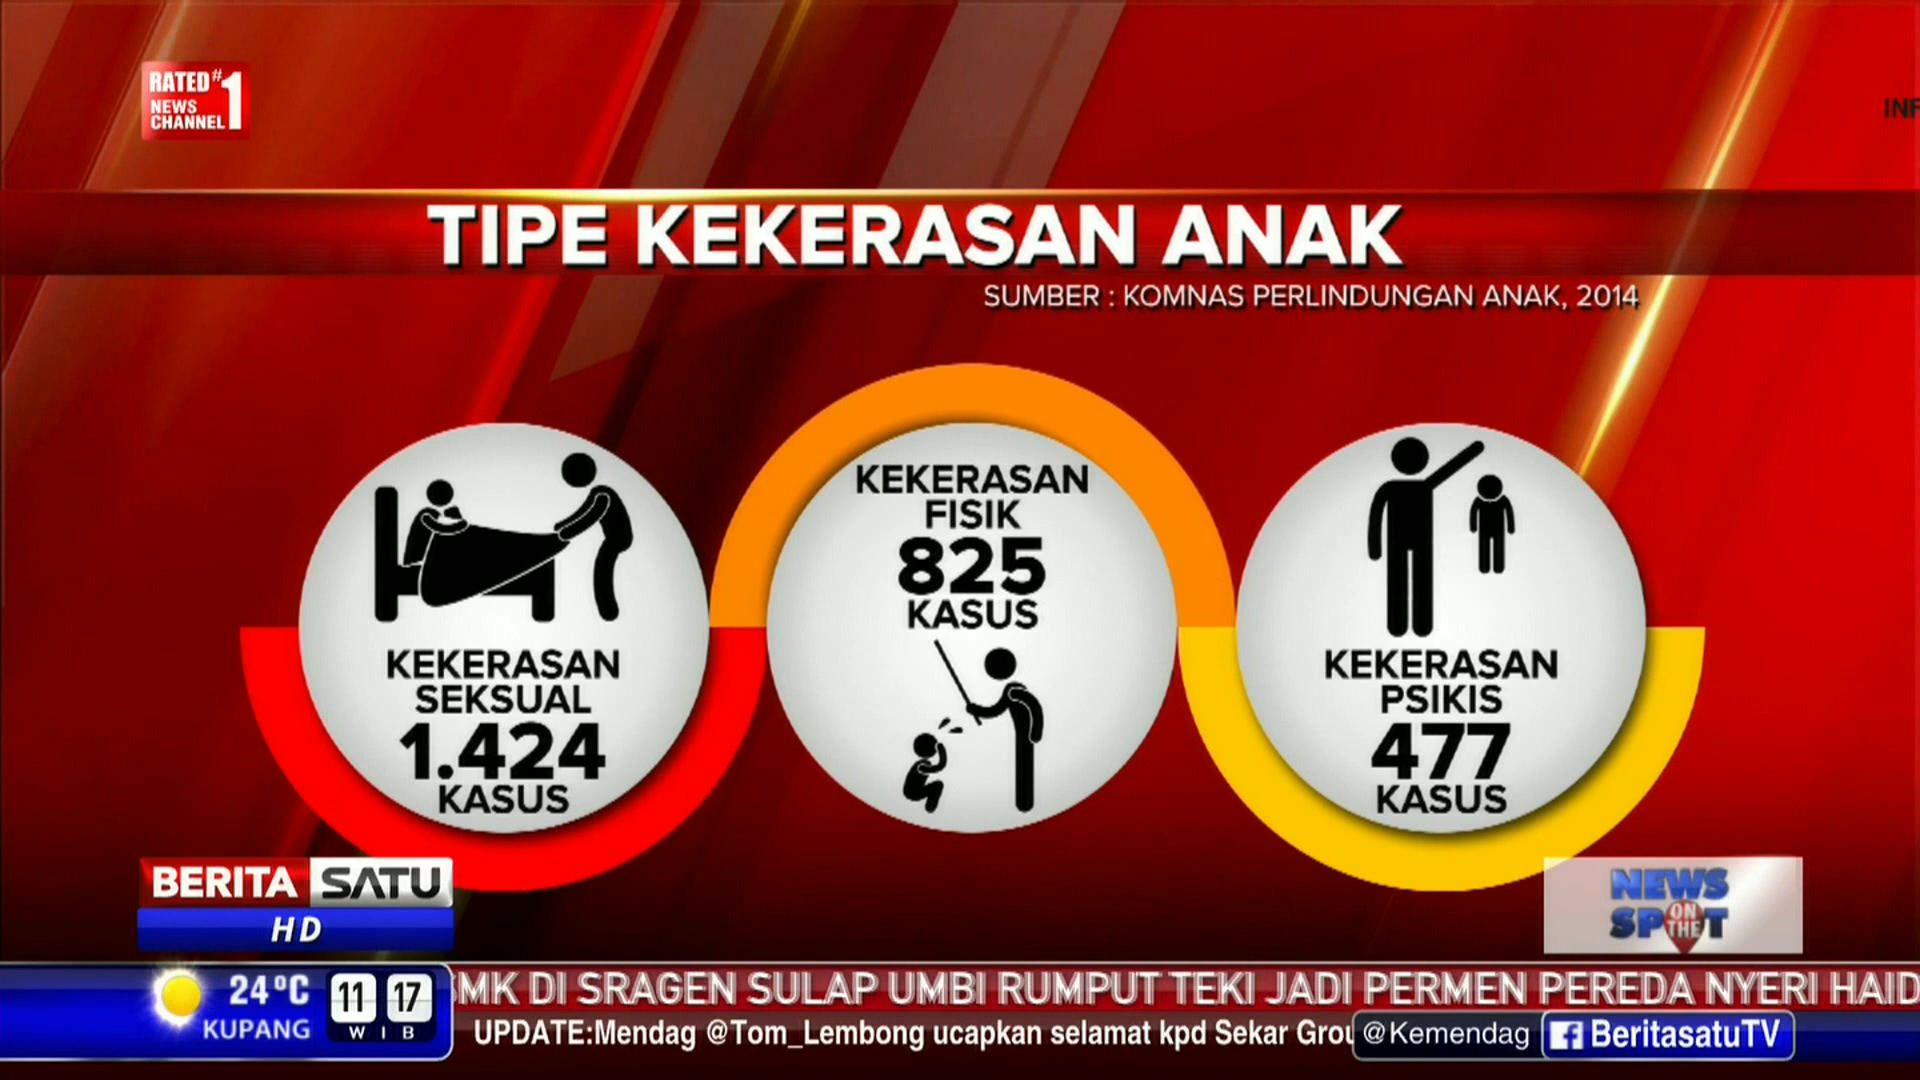 RATED #1
NEWS
CHANNEL
TIPE KEKERASAN ANAK
SUMBER : KOMNAS PERLINDUNGAN ANAK, 2014
KEKERASAN
SEKSUAL
1.424
KASUS
KEKERASAN
FISIK
825
KASUS
KEKERASAN
PSIKIS
477
KASUS
BERITA SATU
HD
NEWS
ON THE
SPOT
24°C
KUPANG
11 17
WIB
SMK DI SRAGEN SULAP UMBI RUMPUT TEKI JADI PERMEN PEREDA NYERI HAID
UPDATE:Mendag @Tom_Lembong ucapkan selamat kpd Sekar Grou
@Kemendag
BeritasatuTV